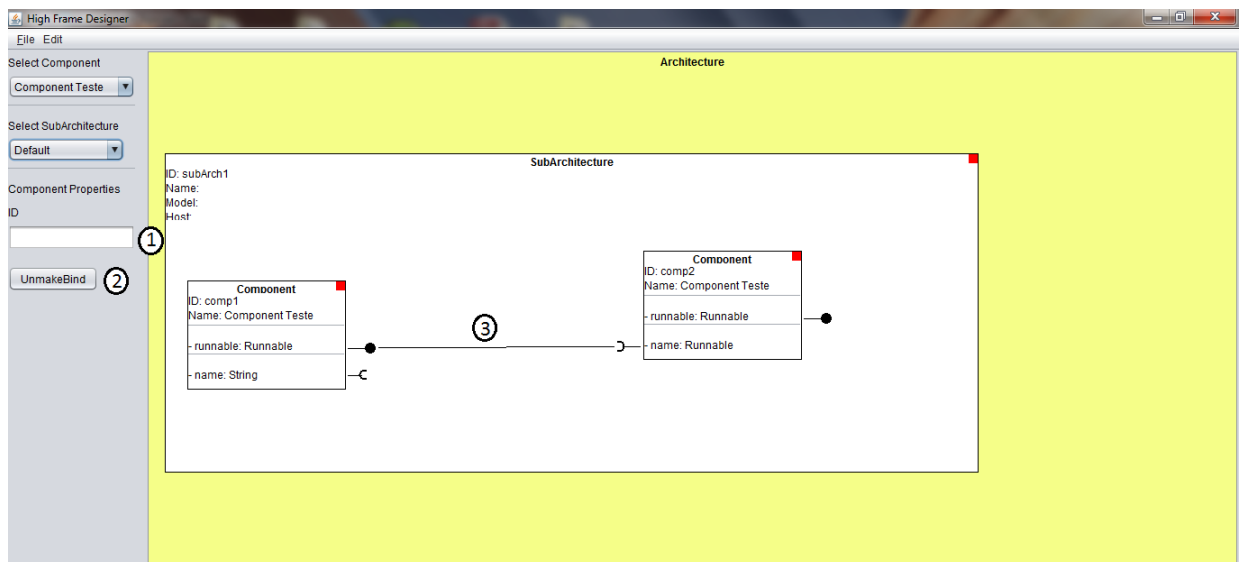 High Frame Designer
File Edit
Select Component
Component Teste
Select SubArchitecture
Default
Component Properties
ID
1
UnmakeBind
2
Architecture
SubArchitecture
ID: subArch1
Name:
Model:
Host:
Component
ID: comp1
Name: Component Teste
- runnable: Runnable
- name: String
3
Component
ID: comp2
Name: Component Teste
- runnable: Runnable
- name: Runnable